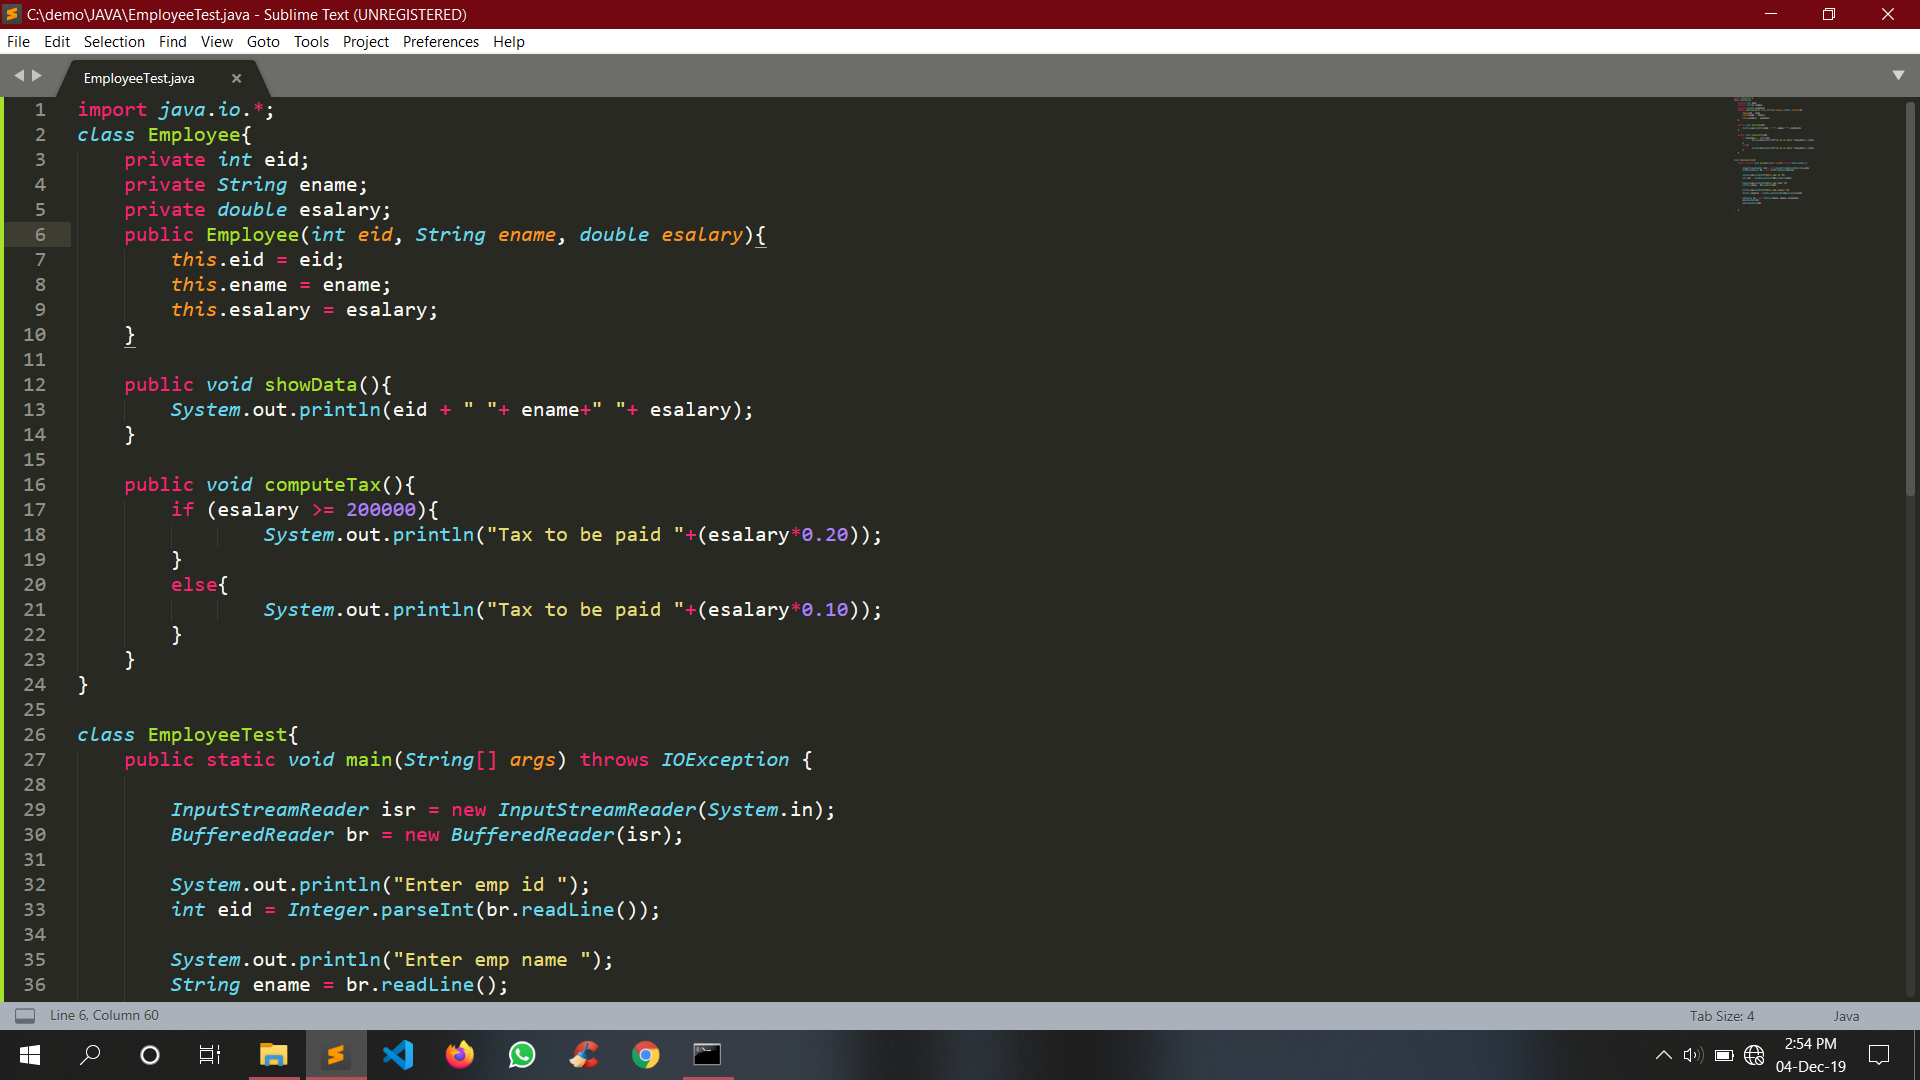 C:\demo\JAVA\EmployeeTest.java - Sublime Text (UNREGISTERED)
File Edit Selection Find View Goto Tools Project Preferences Help
EmployeeTest.java
1 import java.io.*;
2 class Employee{
3 private int eid;
4 private String ename;
5 private double esalary;
6 public Employee(int eid, String ename, double esalary){
7 this.eid = eid;
8 this.ename = ename;
9 this.esalary = esalary;
10 }
11
12 public void showData(){
13 System.out.println(eid + " "+ ename+" "+ esalary);
14 }
15
16 public void computeTax(){
17 if (esalary >= 200000){
18 System.out.println("Tax to be paid "+(esalary*0.20));
19 }
20 else{
21 System.out.println("Tax to be paid "+(esalary*0.10));
22 }
23 }
24 }
25
26 class EmployeeTest{
27 public static void main(String[] args) throws IOException {
28
29 InputStreamReader isr = new InputStreamReader(System.in);
30 BufferedReader br = new BufferedReader(isr);
31
32 System.out.println("Enter emp id ");
33 int eid = Integer.parseInt(br.readLine());
34
35 System.out.println("Enter emp name ");
36 String ename = br.readLine();
Line 6, Column 60
Tab Size: 4
Java
2:54 PM
04-Dec-19